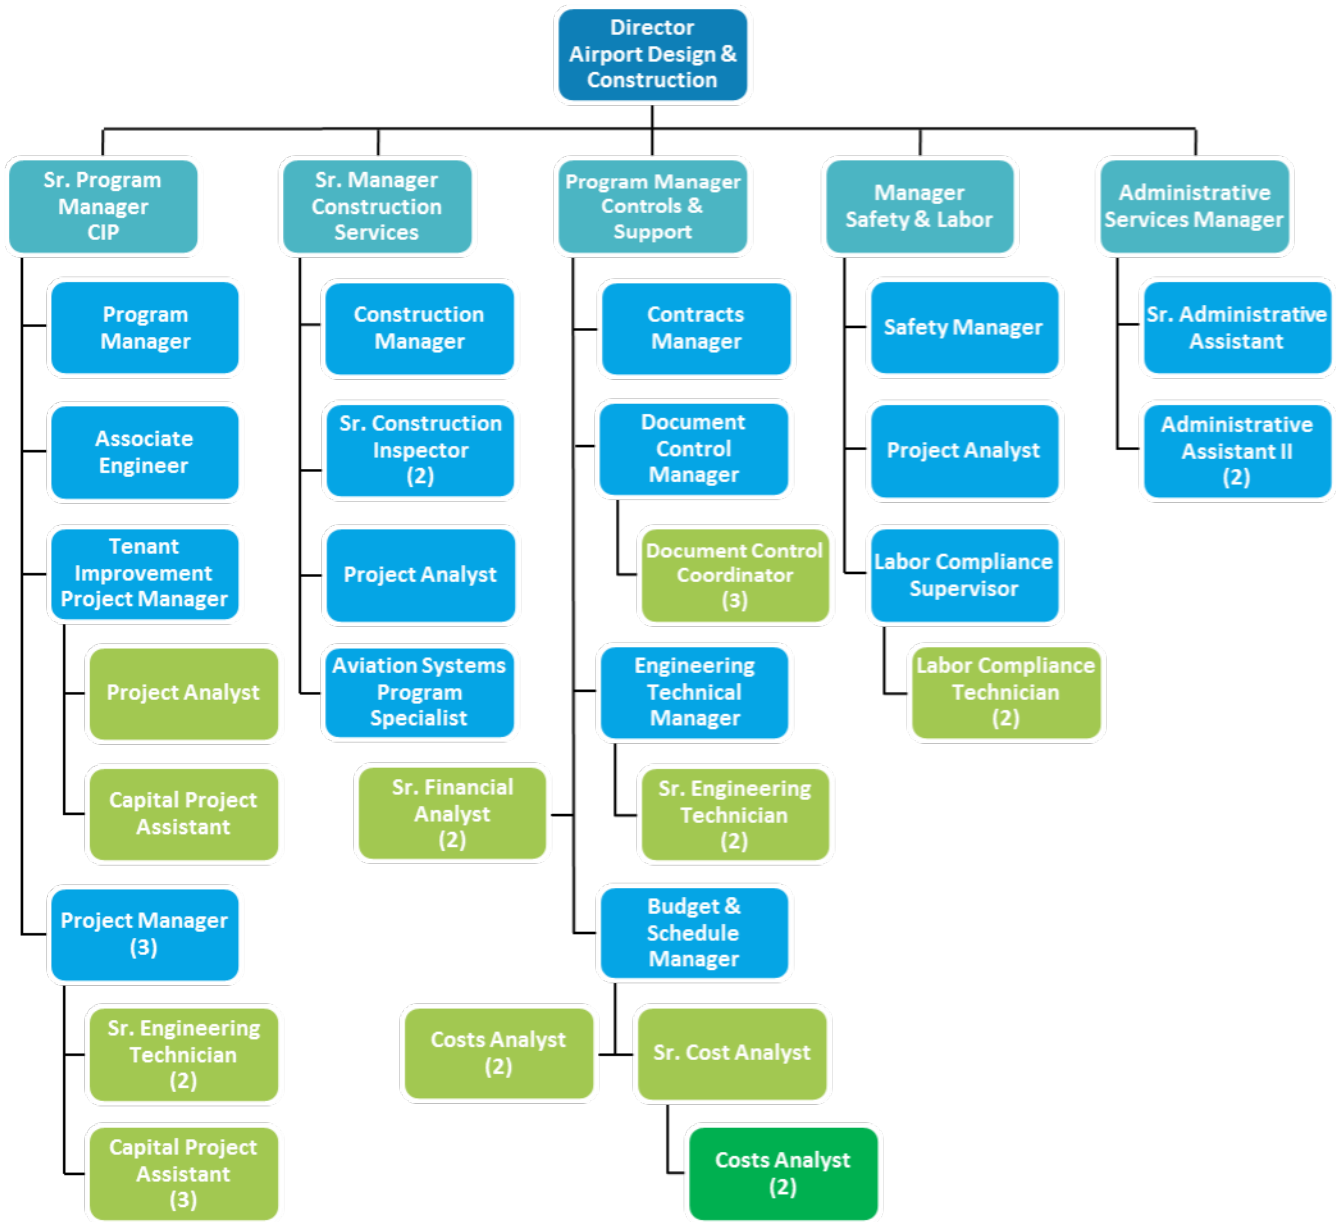 Director
Airport Design &
Construction
Sr. Program
Manager
CIP
Sr. Manager
Construction
Services
Program Manager
Controls &
Support
Manager
Safety & Labor
Administrative
Services Manager
Program
Manager
Associate
Engineer
Tenant
Improvement
Project Manager
Project Analyst
Capital Project
Assistant
Project Manager
(3)
Sr. Engineering
Technician
(2)
Capital Project
Assistant
(3)
Construction
Manager
Sr. Construction
Inspector
(2)
Project Analyst
Aviation Systems
Program
Specialist
Contracts
Manager
Document
Control
Manager
Document Control
Coordinator
(3)
Engineering
Technical
Manager
Sr. Engineering
Technician
(2)
Sr. Financial
Analyst
(2)
Budget &
Schedule
Manager
Costs Analyst
(2)
Sr. Cost Analyst
Costs Analyst
(2)
Safety Manager
Project Analyst
Labor Compliance
Supervisor
Labor Compliance
Technician
(2)
Sr. Administrative
Assistant
Administrative
Assistant II
(2)